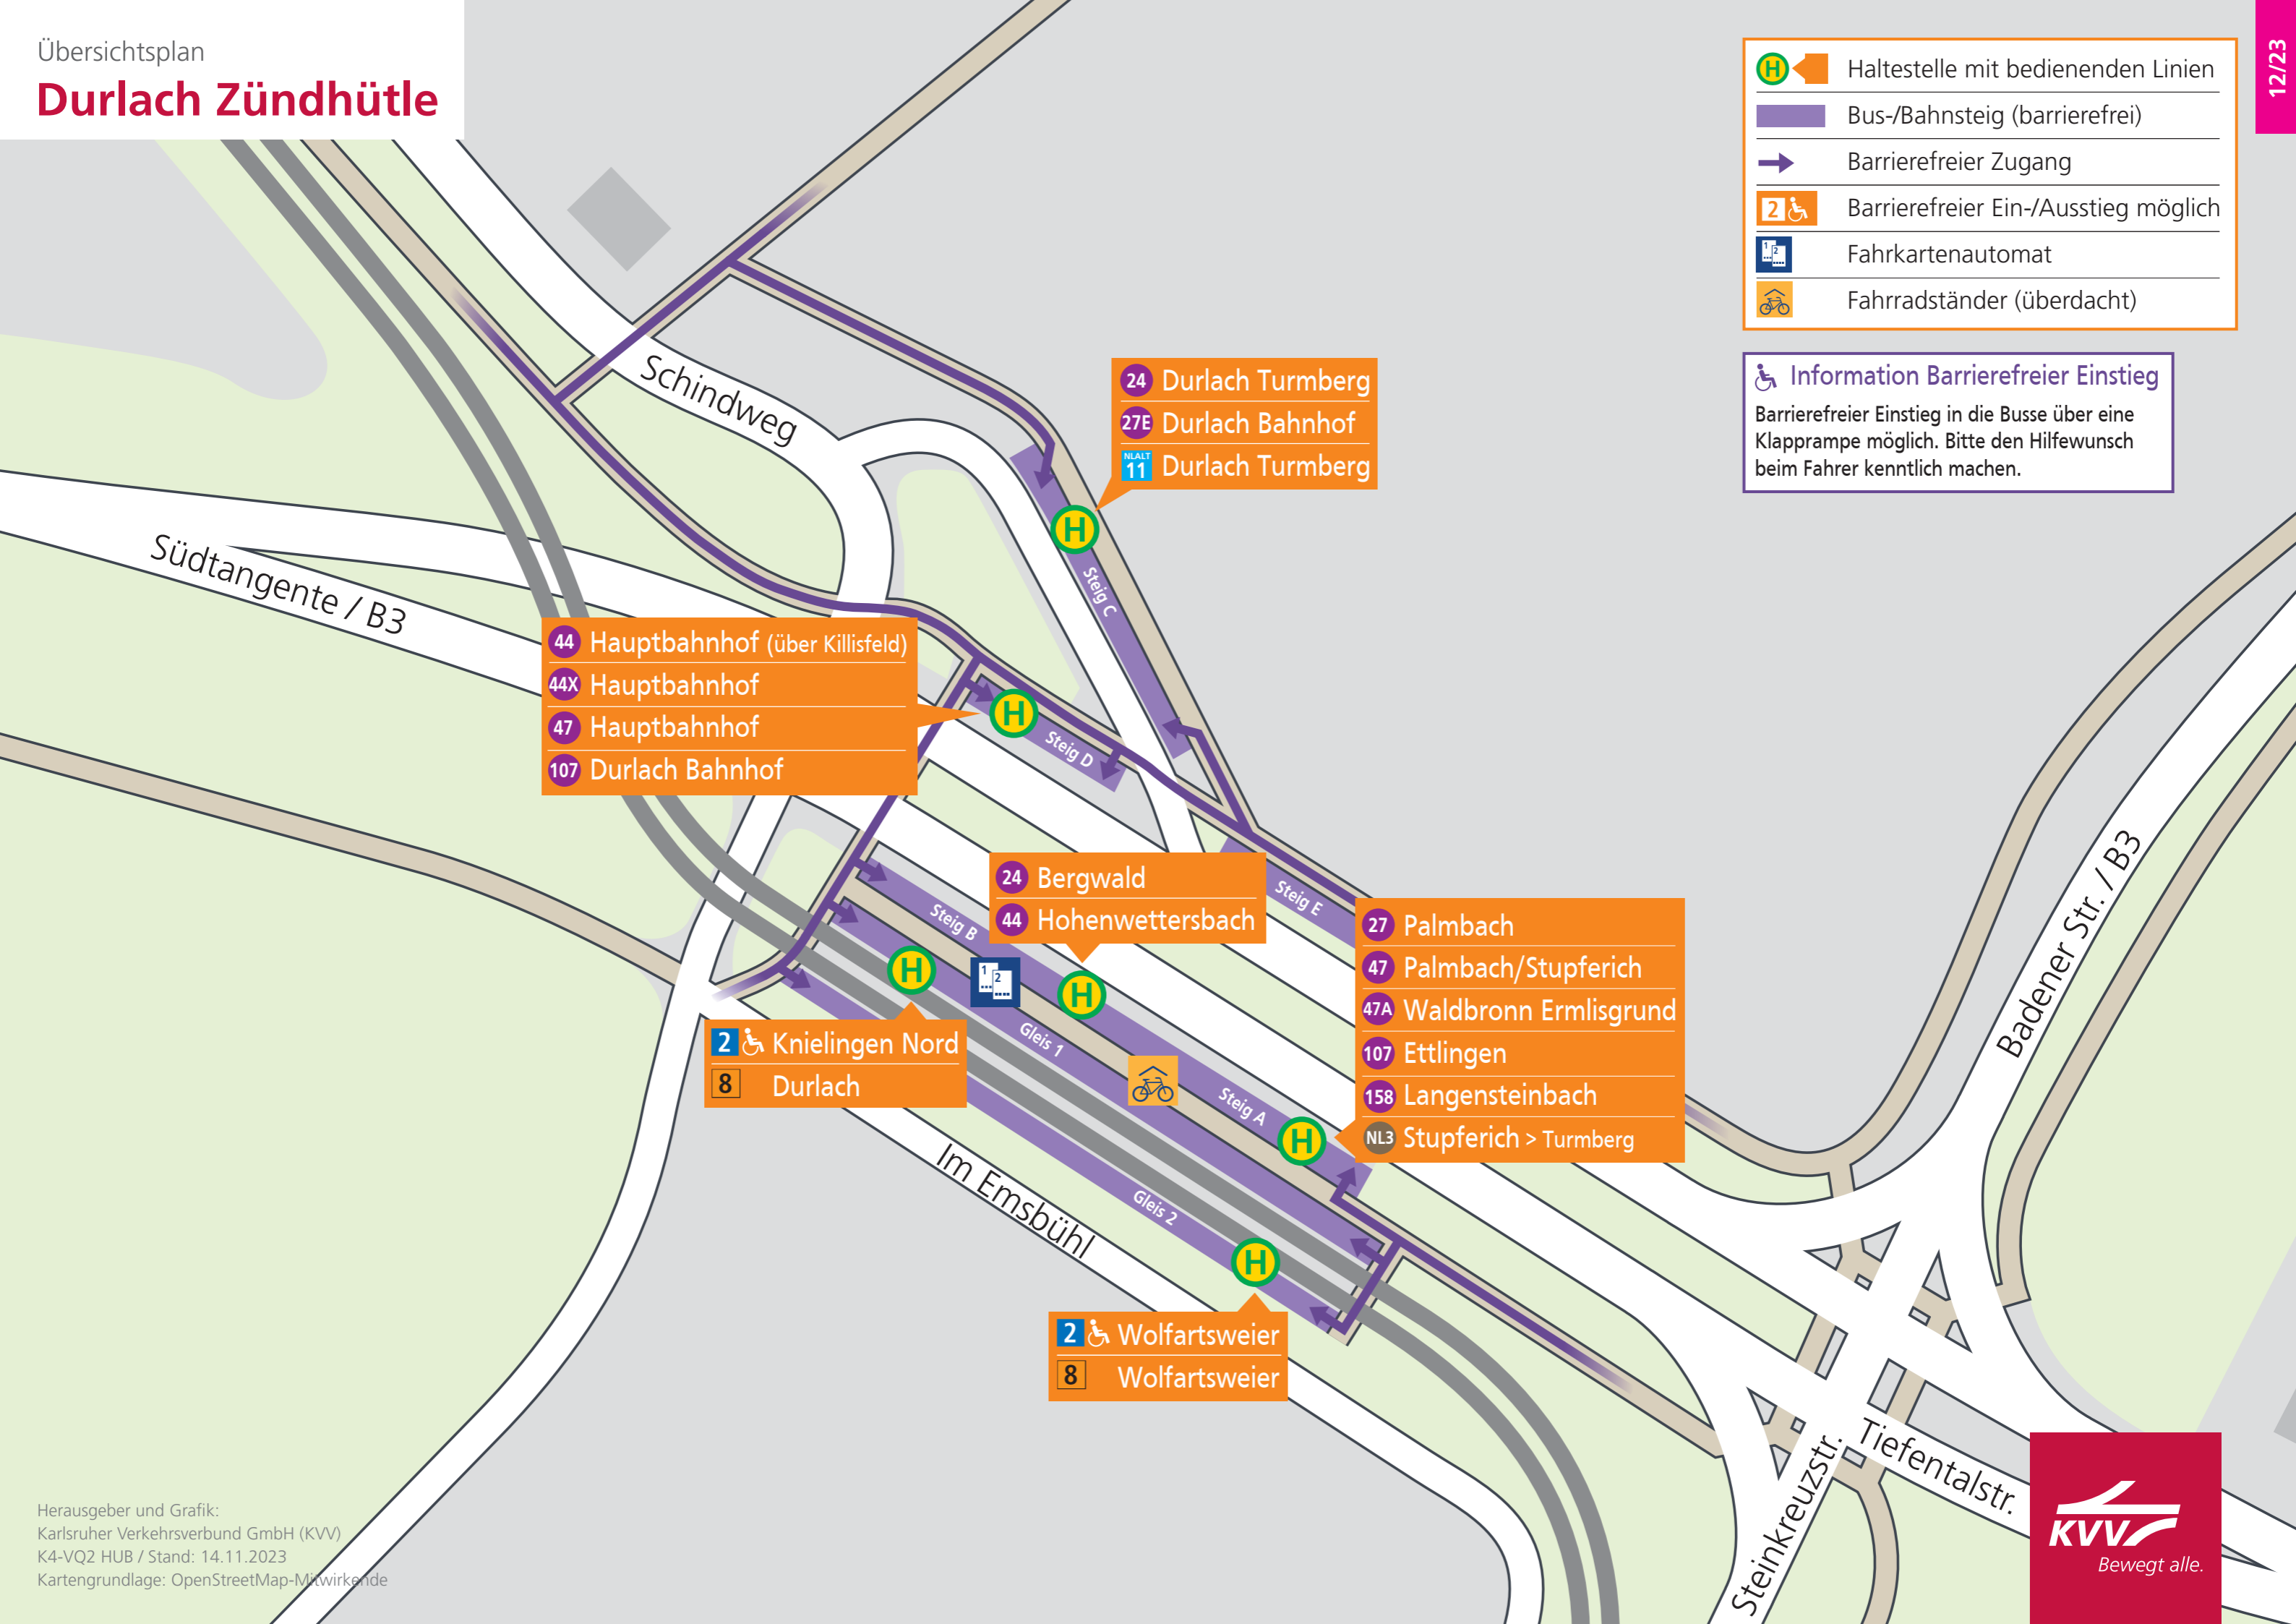 Übersichtsplan
Durlach Zündhütle
12/23
H Haltestelle mit bedienenden Linien
Bus-/Bahnsteig (barrierefrei)
Barrierefreier Zugang
2 Barrierefreier Ein-/Ausstieg möglich
1 2 Fahrkartenautomat
Fahrradständer (überdacht)
Information Barrierefreier Einstieg
Barrierefreier Einstieg in die Busse über eine
Klapprampe möglich. Bitte den Hilfewunsch
beim Fahrer kenntlich machen.
Schindweg
24 Durlach Turmberg
27E Durlach Bahnhof
NLALT 11 Durlach Turmberg
H
Steig C
Südtangente / B3
44 Hauptbahnhof (über Killisfeld)
44X Hauptbahnhof
47 Hauptbahnhof
107 Durlach Bahnhof
H
Steig D
24 Bergwald
44 Hohenwettersbach
Steig E
Steig B
H
1 2
H
27 Palmbach
47 Palmbach/Stupferich
47A Waldbronn Ermlisgrund
107 Ettlingen
158 Langensteinbach
NL3 Stupferich > Turmberg
Badener Str. / B3
2 Knielingen Nord
8 Durlach
Gleis 1
Steig A
H
Im Emsbühl
Gleis 2
H
2 Wolfartsweier
8 Wolfartsweier
Tiefentalstr.
Steinkreuzstr.
Herausgeber und Grafik:
Karlsruher Verkehrsverbund GmbH (KVV)
K4-VQ2 HUB / Stand: 14.11.2023
Kartengrundlage: OpenStreetMap-Mitwirkende
KVV
Bewegt alle.